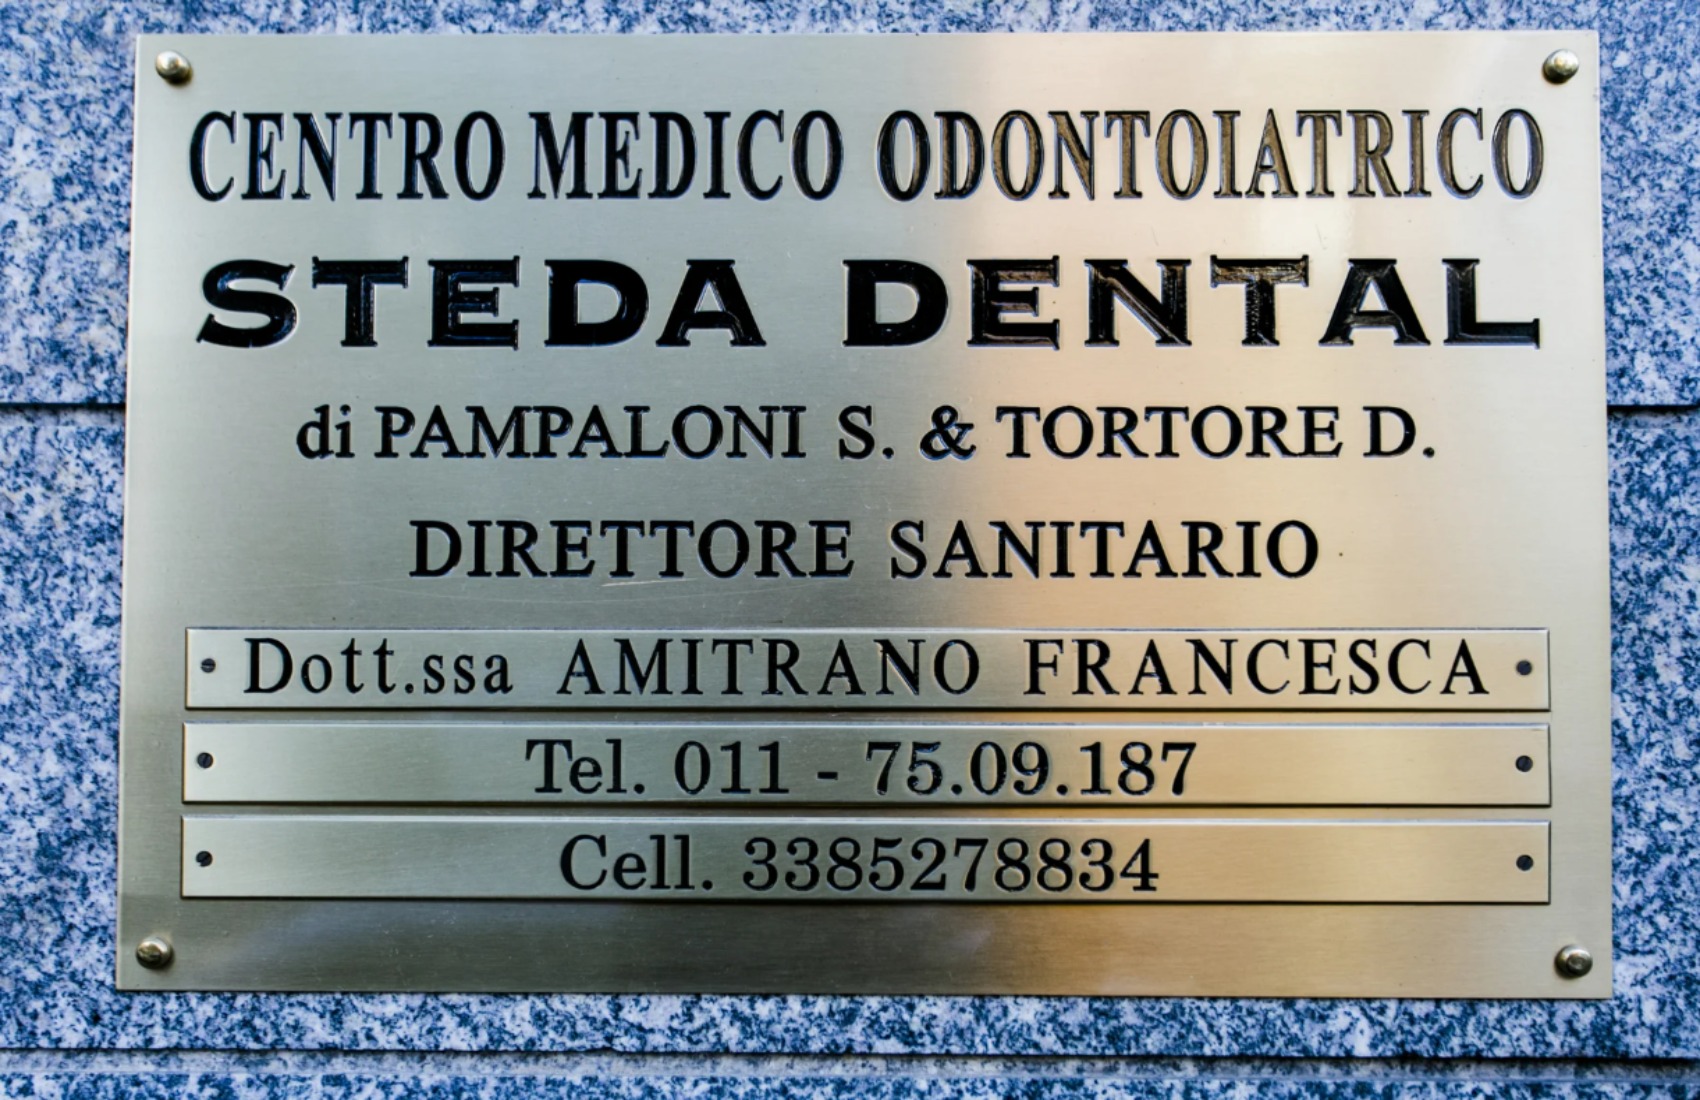 CENTRO MEDICO ODONTOIATRICO
STEDA DENTAL
di PAMPALONI S. & TORTORE D.
DIRETTORE SANITARIO
Dott.ssa AMITRANO FRANCESCA
Tel. 011 - 75.09.187
Cell. 3385278834